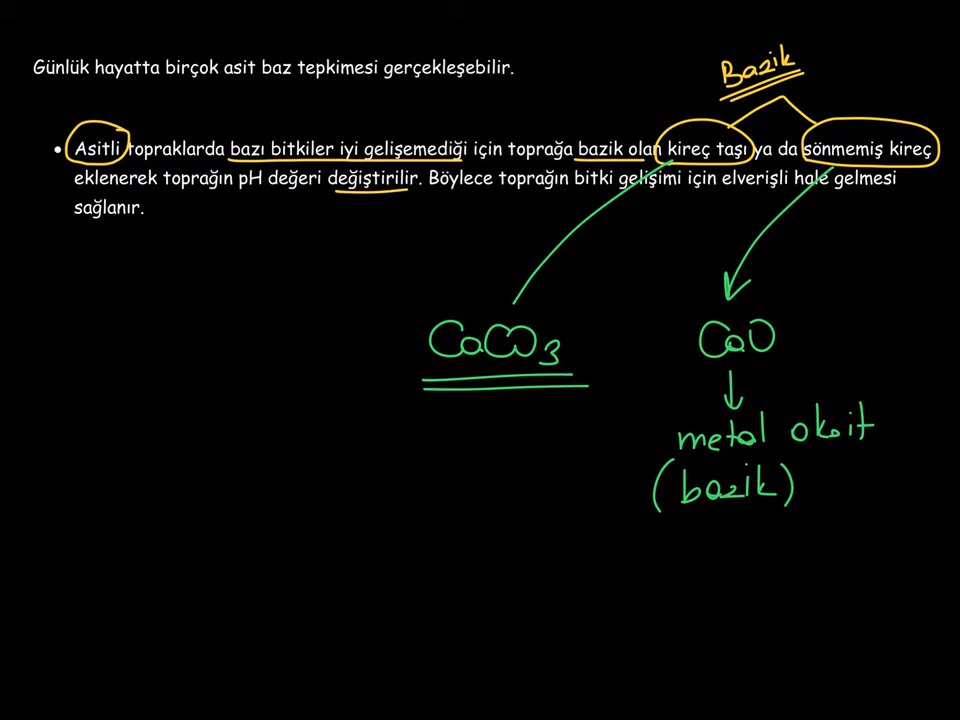 Günlük hayatta birçok asit baz tepkimesi gerçekleşebilir.
Bazik
• Asitli topraklarda bazı bitkiler iyi gelişemediği için toprağa bazik olan kireç taşı ya da sönmemiş kireç
eklenerek toprağın pH değeri değiştirilir. Böylece toprağın bitki gelişimi için elverişli hale gelmesi
sağlanır.
CaCO3 CaO
metal oksit
(bazik)